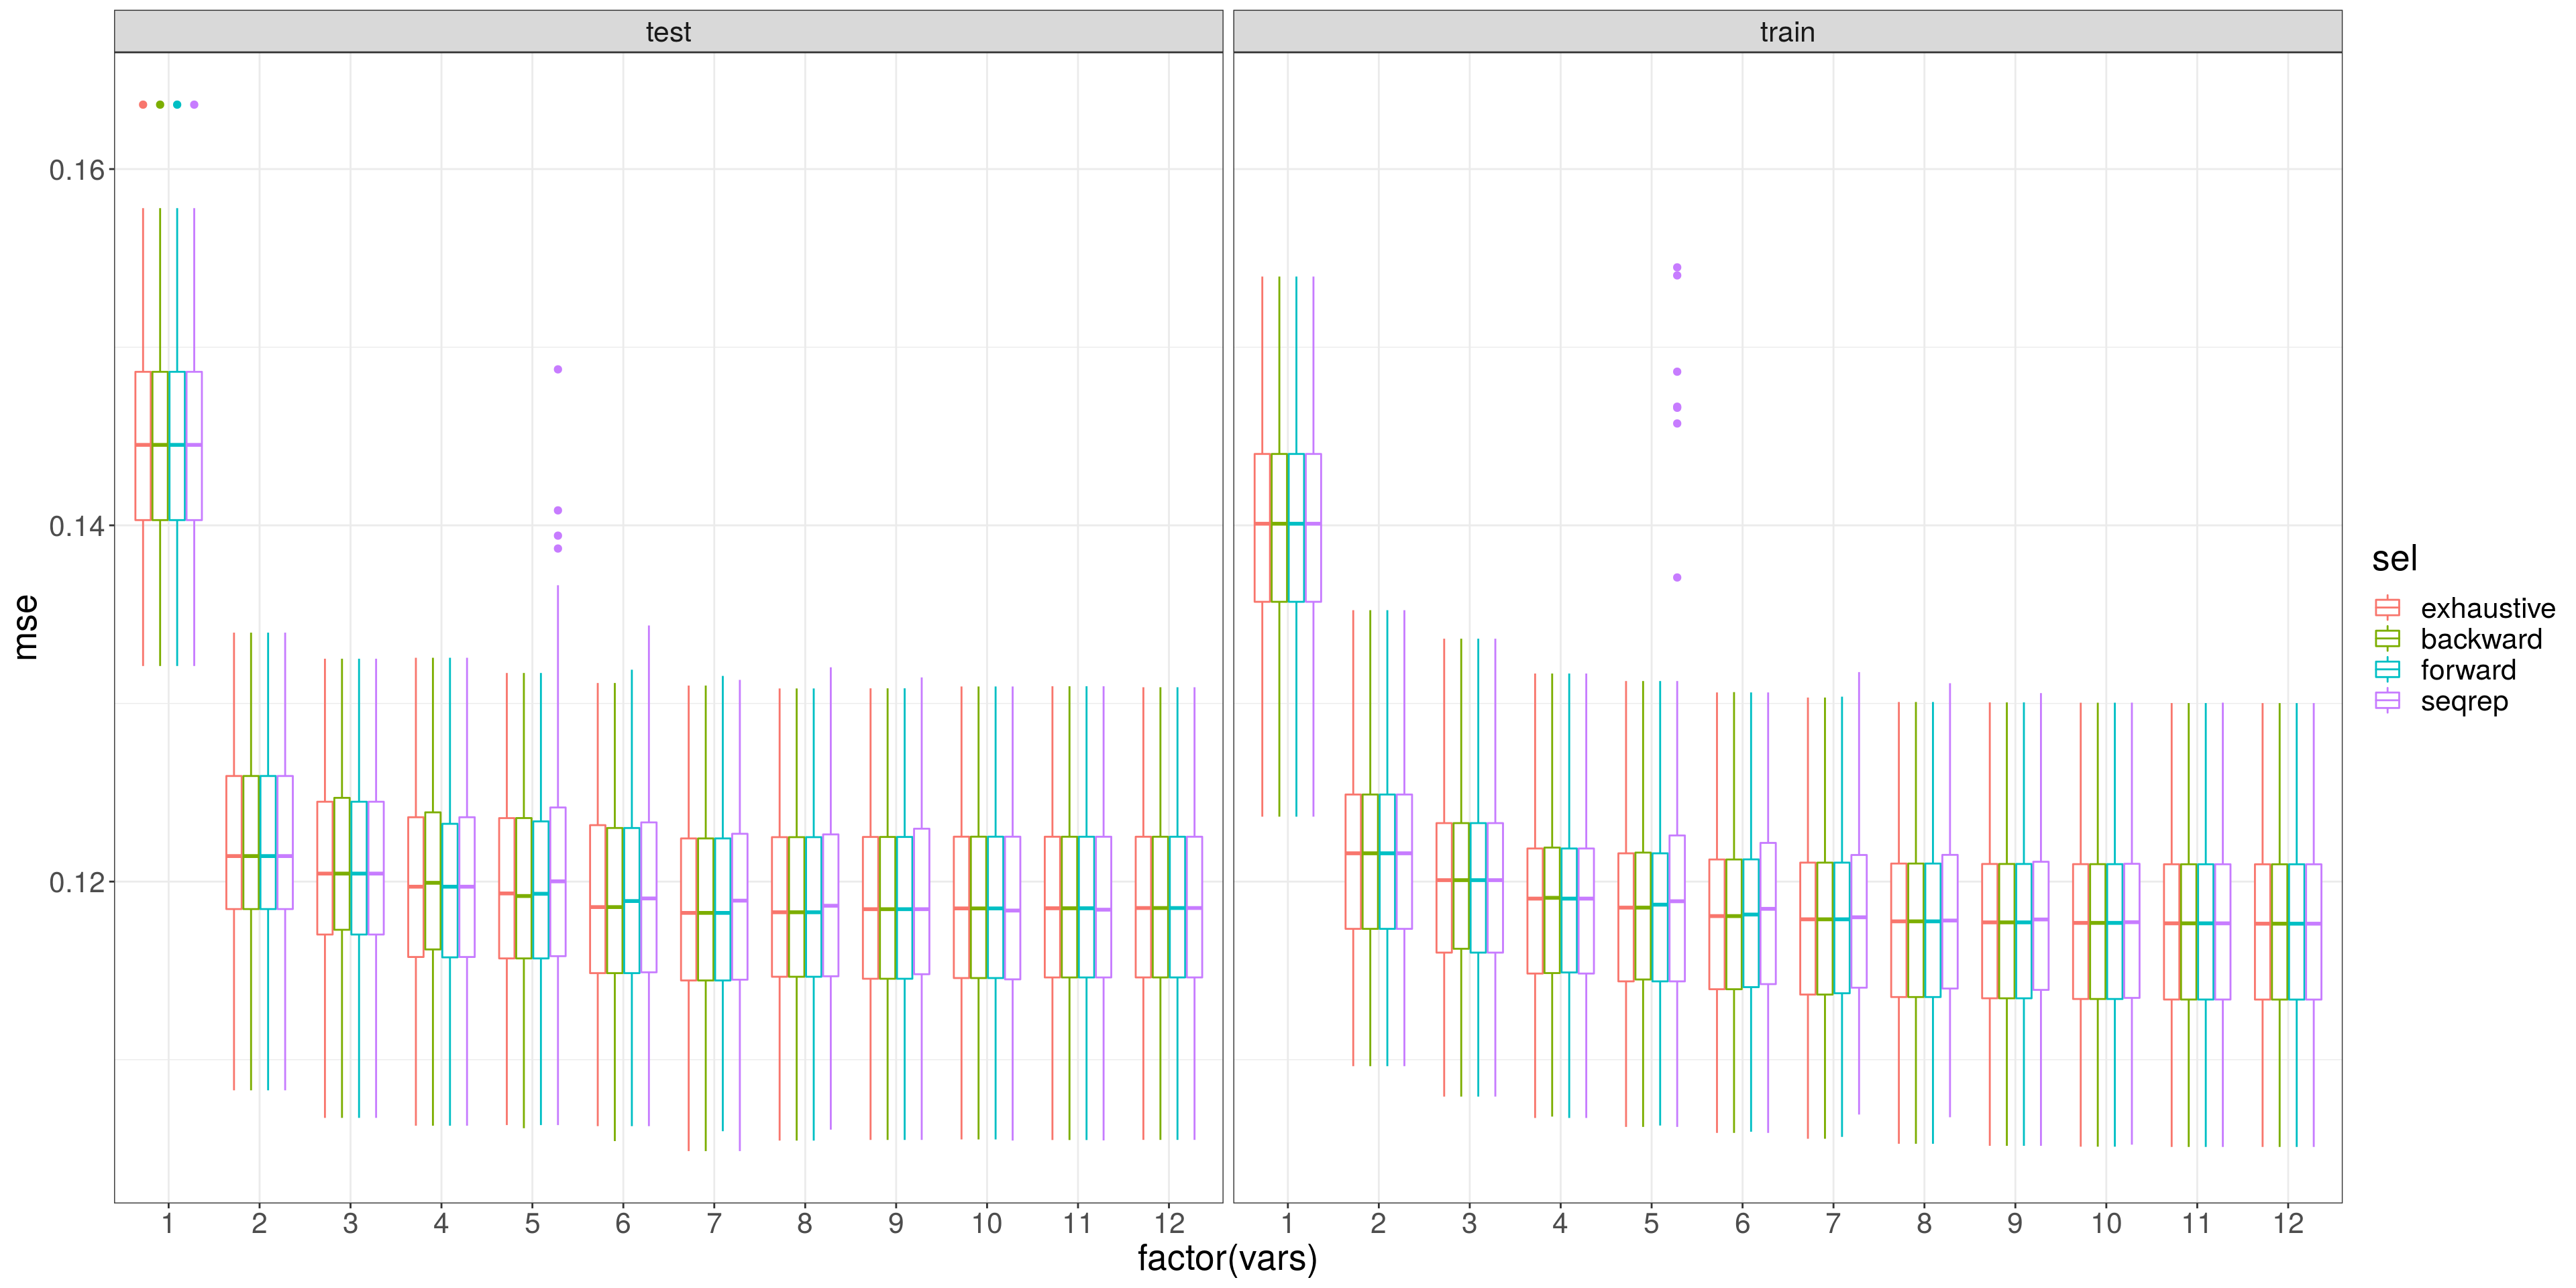 test
train
mse
0.16
0.14
0.12
1 2 3 4 5 6 7 8 9 10 11 12
1 2 3 4 5 6 7 8 9 10 11 12
factor(vars)
sel
exhaustive
backward
forward
seqrep